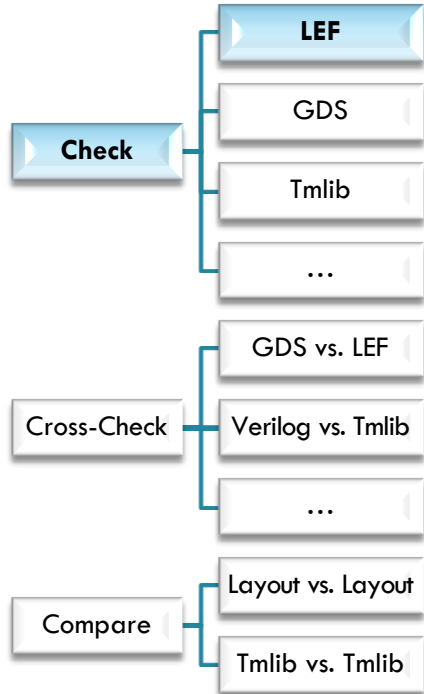 Check
LEF
GDS
Tmlib
...
Cross-Check
GDS vs. LEF
Verilog vs. Tmlib
...
Compare
Layout vs. Layout
Tmlib vs. Tmlib